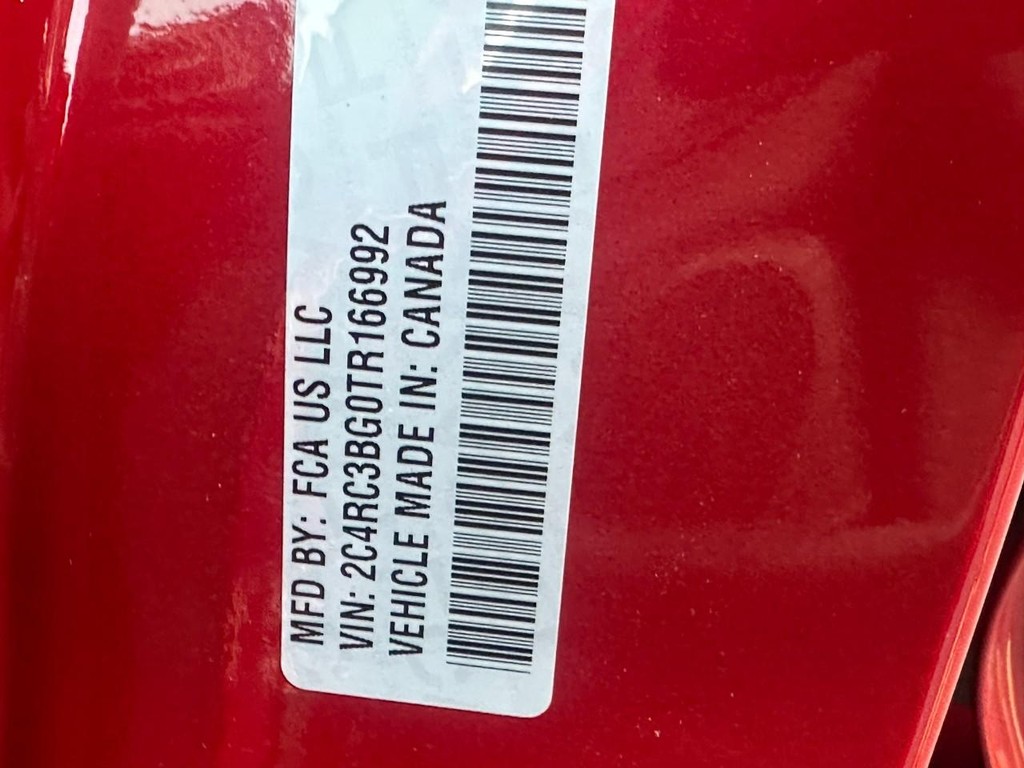 MFD BY: FCA US LLC
VIN: 2C4RC3BG0TR166992
VEHICLE MADE IN: CANADA